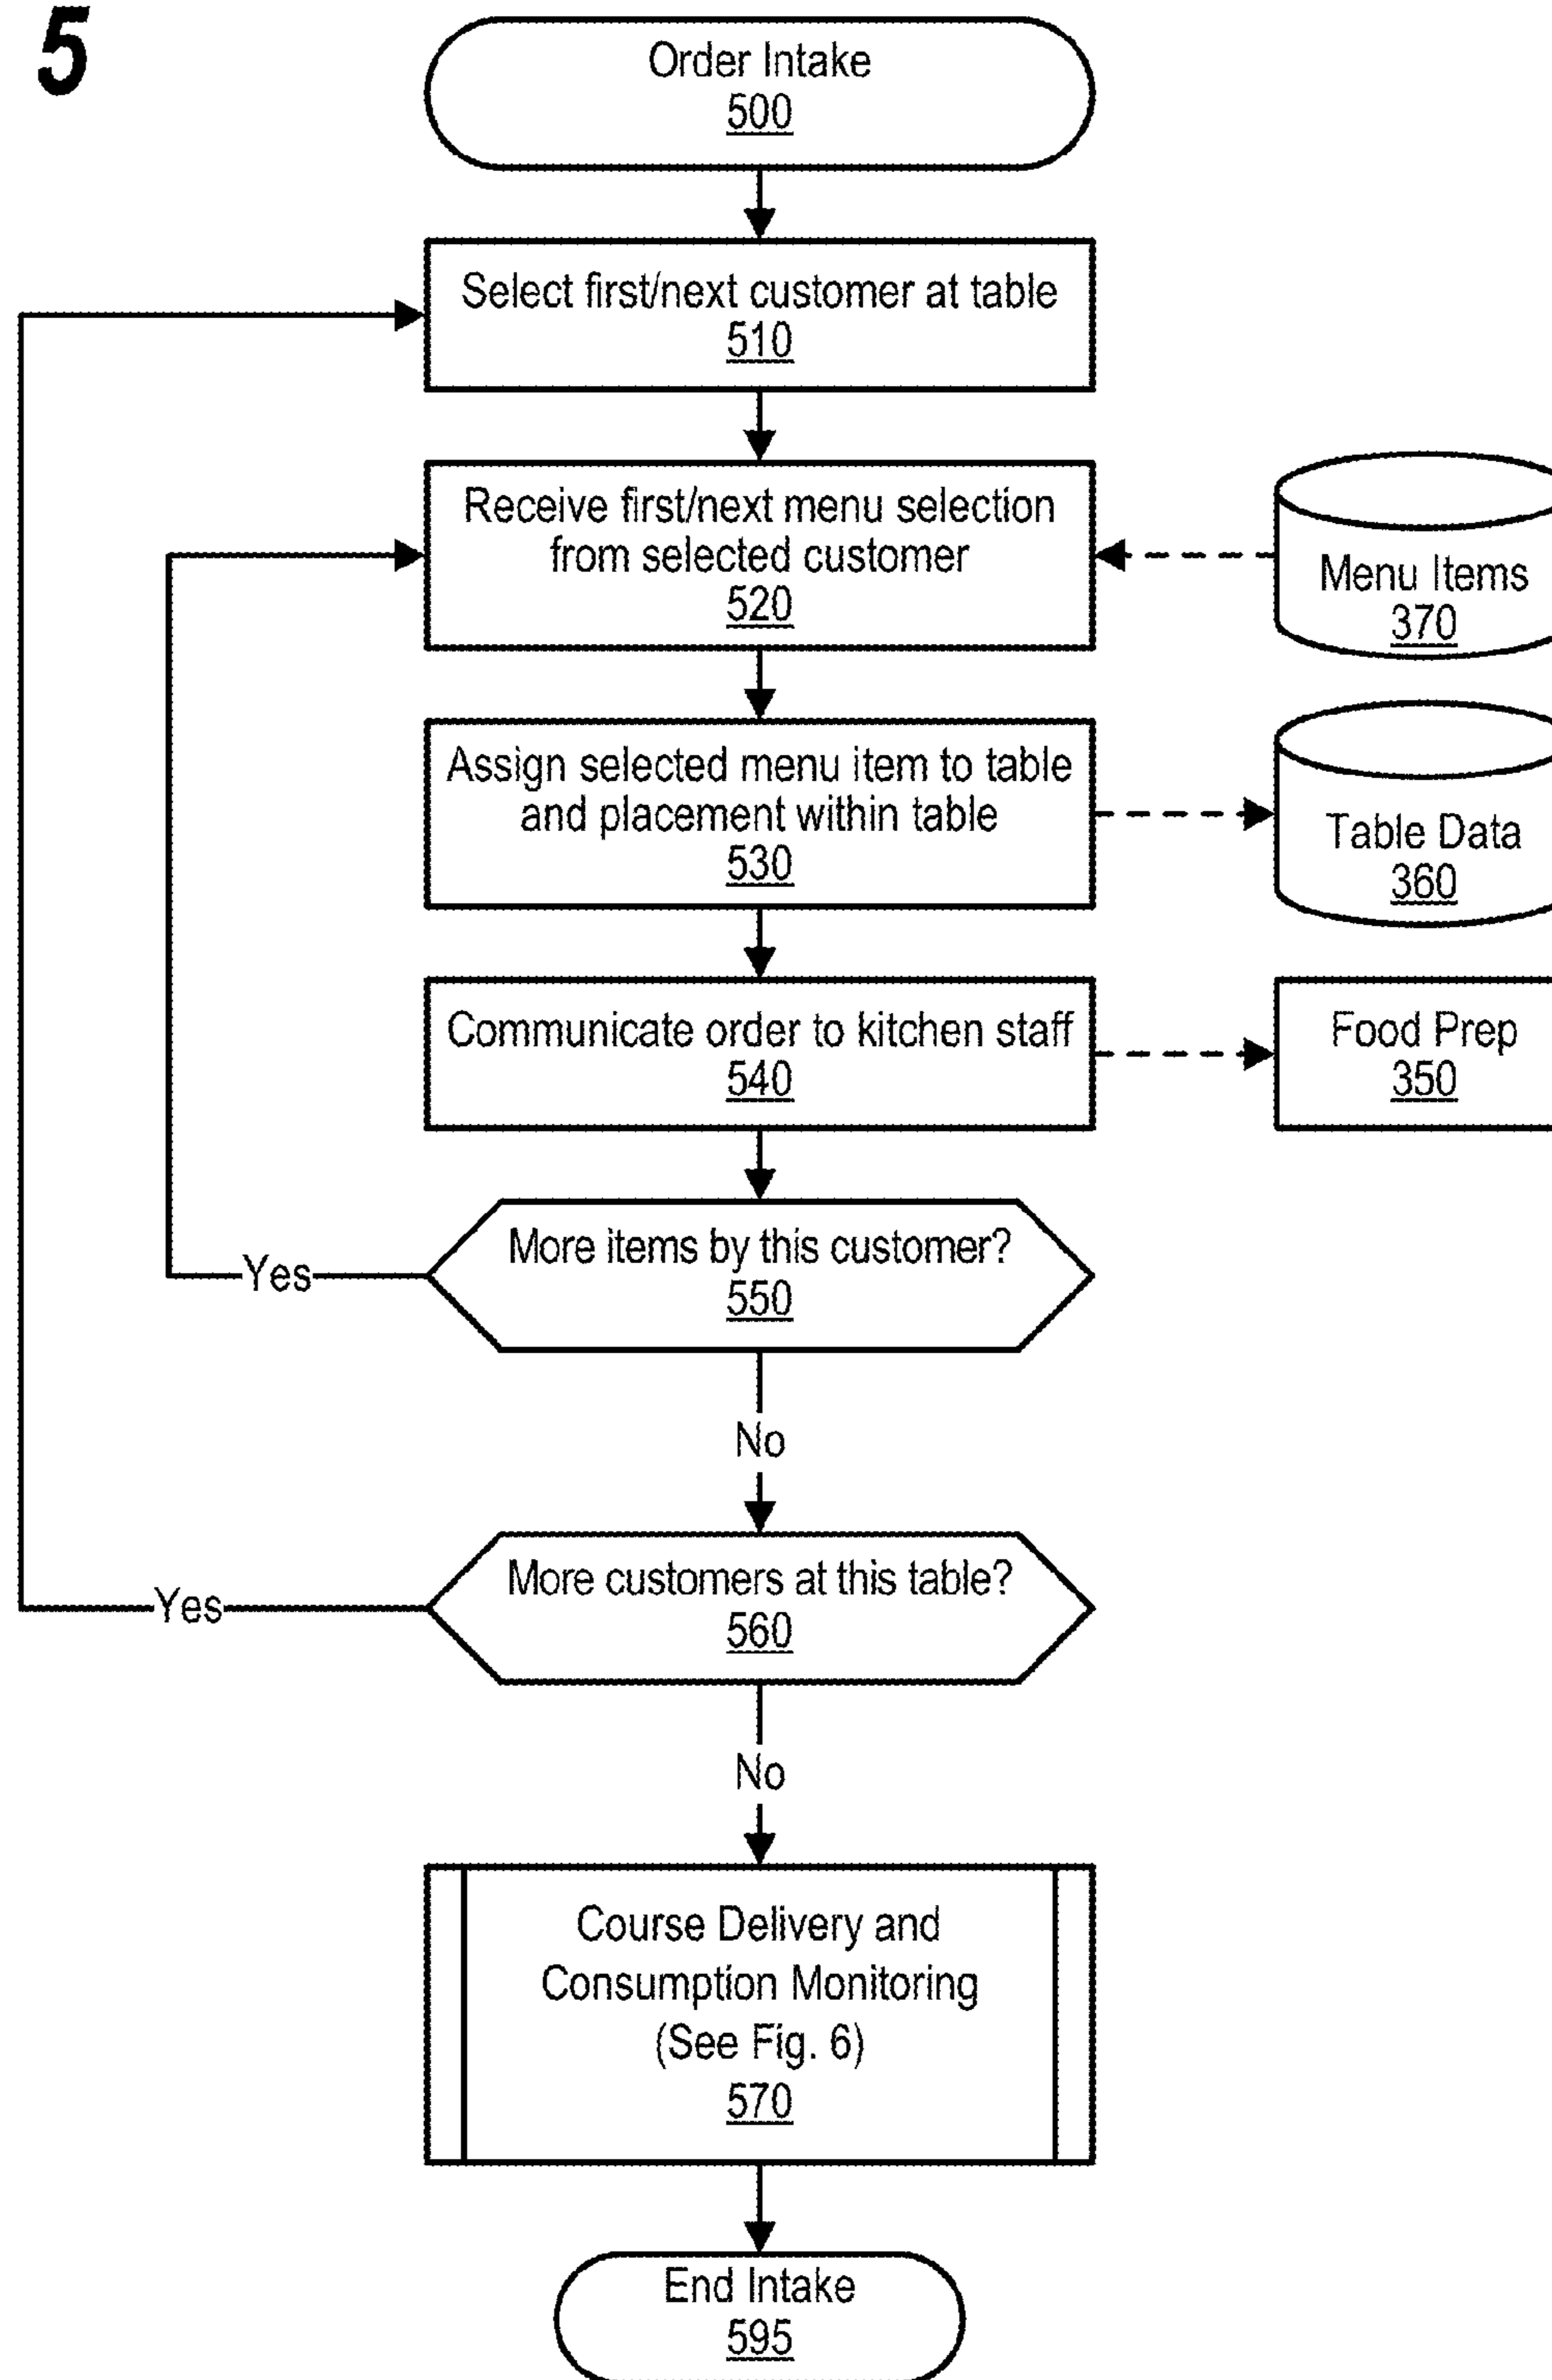 5
Order Intake
500
Select first/next customer at table
510
Receive first/next menu selection
from selected customer
520
Menu Items
370
Assign selected menu item to table
and placement within table
530
Table Data
360
Communicate order to kitchen staff
540
Food Prep
350
More items by this customer?
550
Yes
No
More customers at this table?
560
Yes
No
Course Delivery and
Consumption Monitoring
(See Fig. 6)
570
End Intake
595